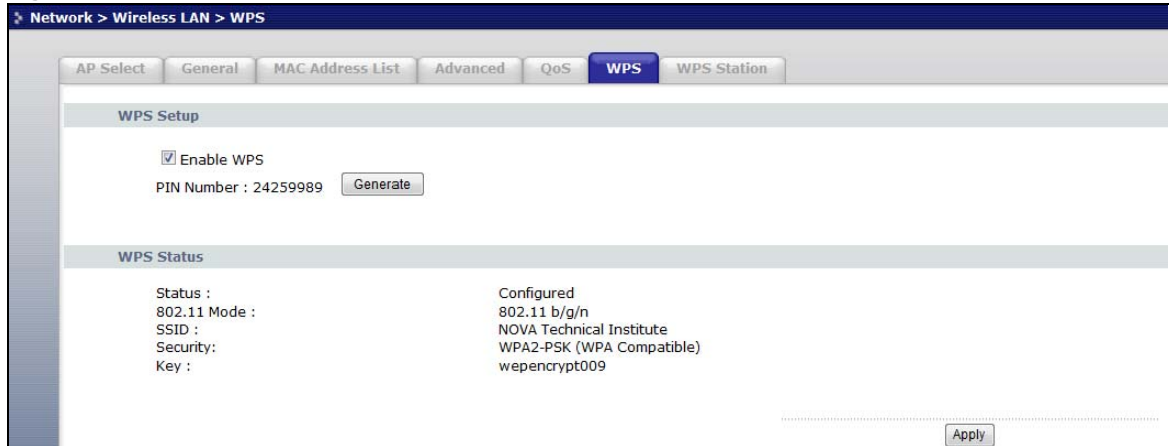 Network > Wireless LAN > WPS
AP Select General MAC Address List Advanced QoS WPS WPS Station
WPS Setup
Enable WPS
PIN Number : 24259989 Generate
WPS Status
Status : Configured
802.11 Mode : 802.11 b/g/n
SSID : NOVA Technical Institute
Security: WPA2-PSK (WPA Compatible)
Key : wepencrypt009
Apply